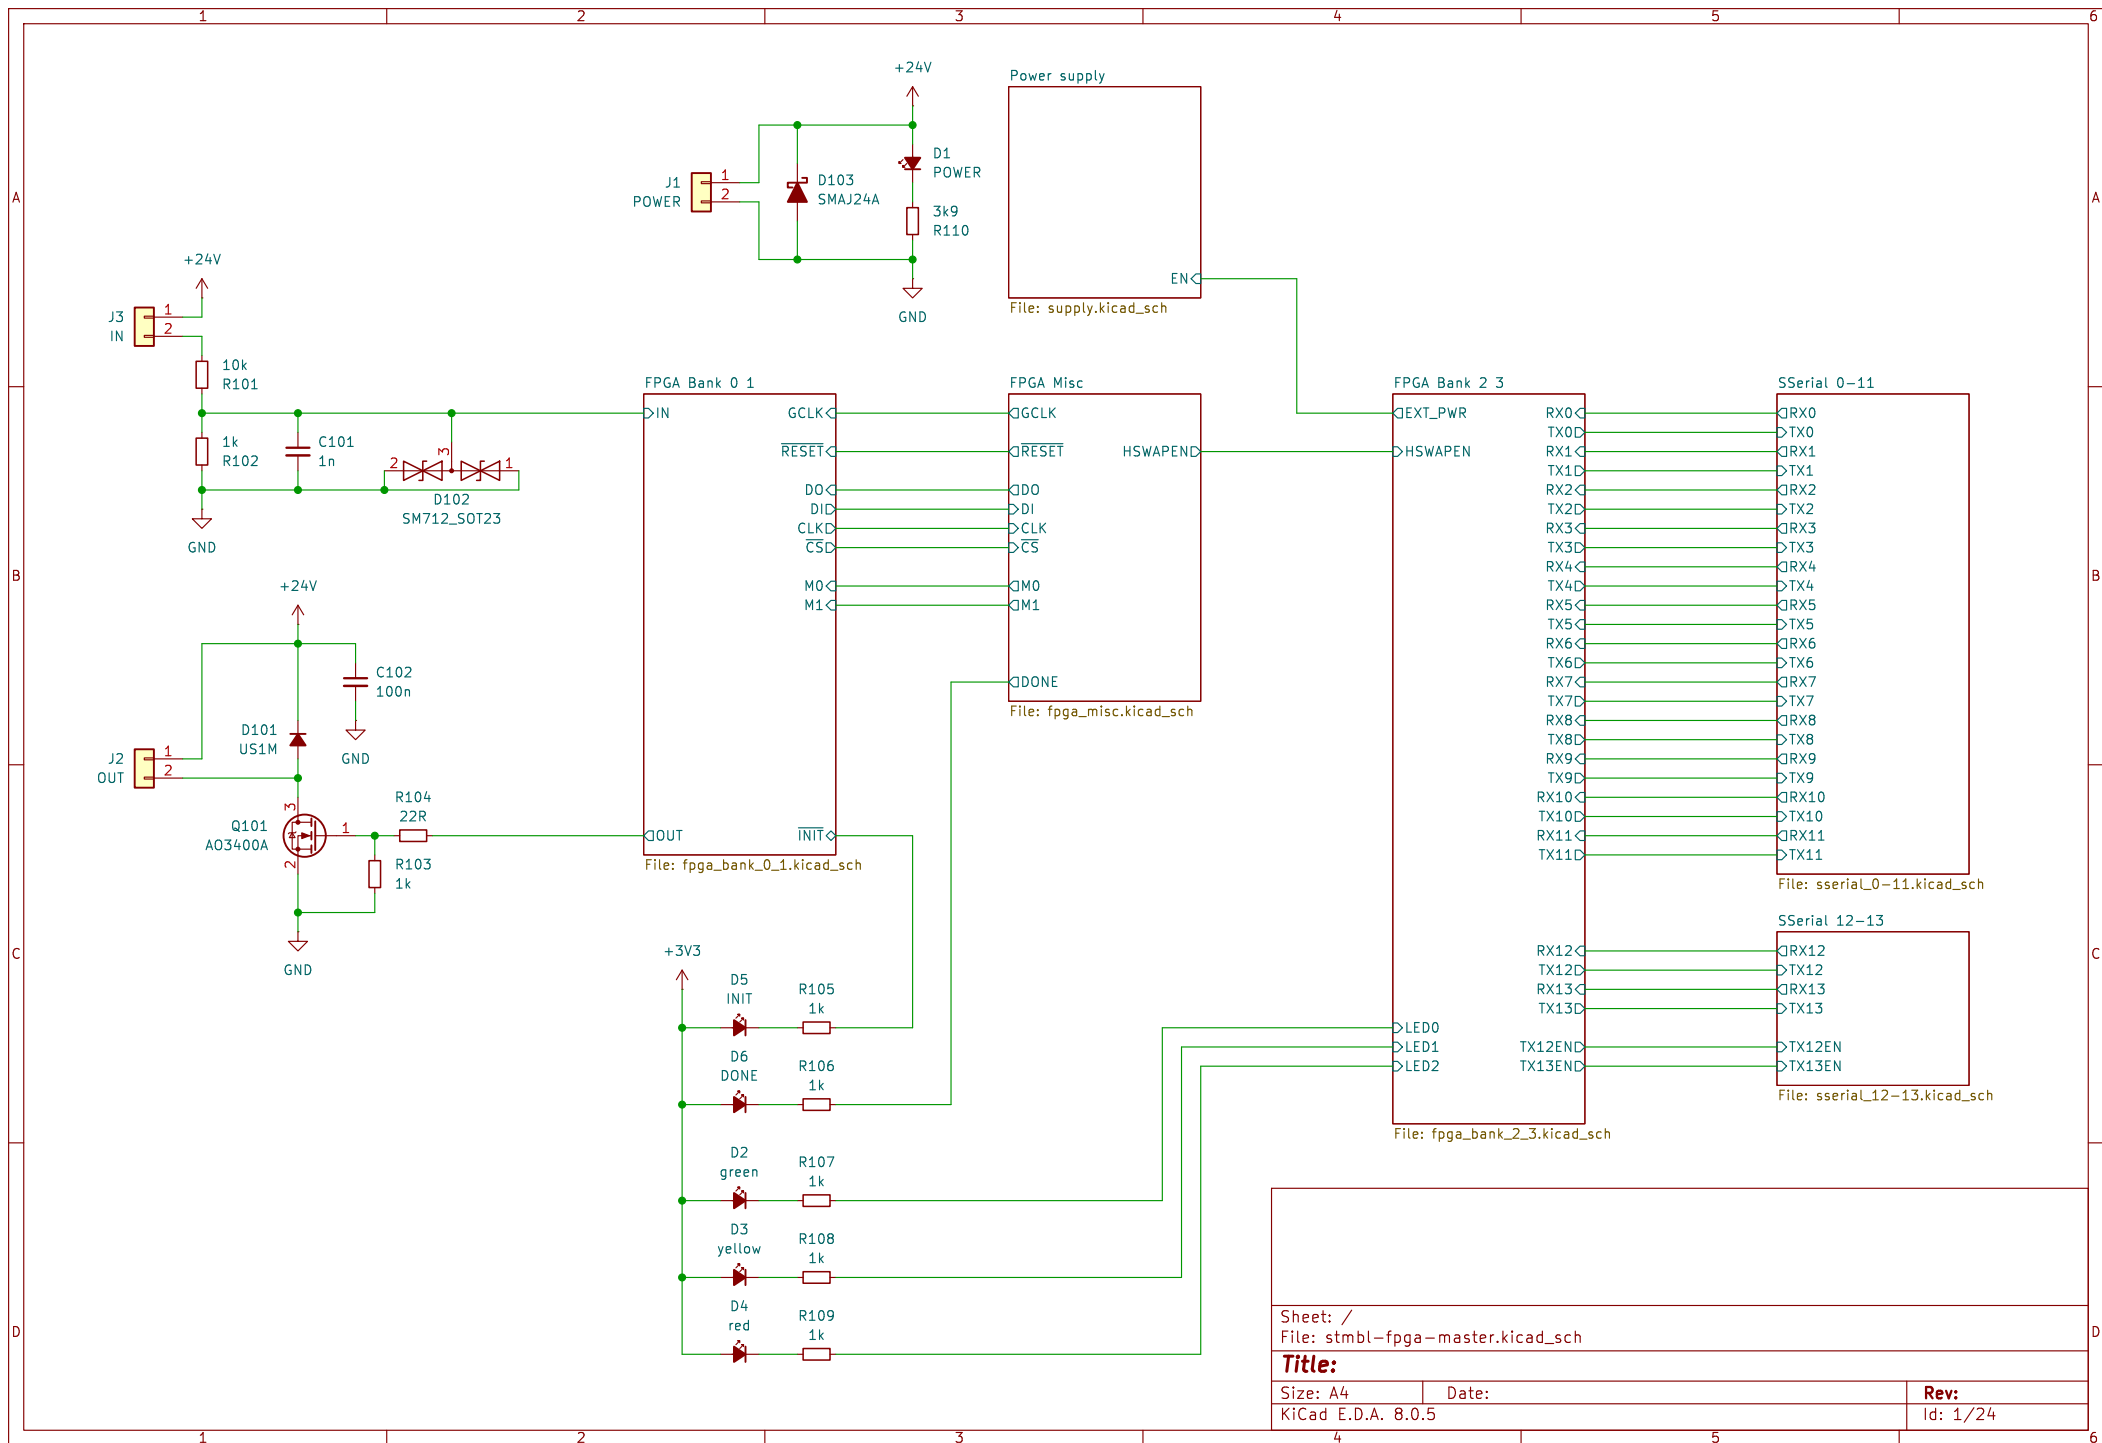 1 2 3 4 5 6
A
B
C
D
A
B
C
D
+24V
J1
POWER
1
2
D103
SMAJ24A
D1
POWER
3k9
R110
GND
Power supply
EN
File: supply.kicad_sch
+24V
J3
IN
1
2
10k
R101
1k
R102
C101
1n
2
3
1
D102
SM712_SOT23
GND
+24V
C102
100n
GND
D101
US1M
J2
OUT
1
2
3
Q101
AO3400A
1
2
R104
22R
R103
1k
GND
FPGA Bank 0 1
IN
OUT
GCLK
RESET
DO
DI
CLK
CS
M0
M1
INIT
File: fpga_bank_0_1.kicad_sch
FPGA Misc
GCLK
RESET
DO
DI
CLK
CS
M0
M1
DONE
HSWAPEN
File: fpga_misc.kicad_sch
FPGA Bank 2 3
EXT_PWR
HSWAPEN
LED0
LED1
LED2
RX0
TX0
RX1
TX1
RX2
TX2
RX3
TX3
RX4
TX4
RX5
TX5
RX6
TX6
RX7
TX7
RX8
TX8
RX9
TX9
RX10
TX10
RX11
TX11
RX12
TX12
RX13
TX13
TX12EN
TX13EN
File: fpga_bank_2_3.kicad_sch
SSerial 0-11
RX0
TX0
RX1
TX1
RX2
TX2
RX3
TX3
RX4
TX4
RX5
TX5
RX6
TX6
RX7
TX7
RX8
TX8
RX9
TX9
RX10
TX10
RX11
TX11
File: sserial_0-11.kicad_sch
SSerial 12-13
RX12
TX12
RX13
TX13
TX12EN
TX13EN
File: sserial_12-13.kicad_sch
+3V3
D5
INIT
R105
1k
D6
DONE
R106
1k
D2
green
R107
1k
D3
yellow
R108
1k
D4
red
R109
1k
Sheet: /
File: stmbl-fpga-master.kicad_sch
Title:
Size: A4 Date: Rev:
KiCad E.D.A. 8.0.5 Id: 1/24
1 2 3 4 5 6